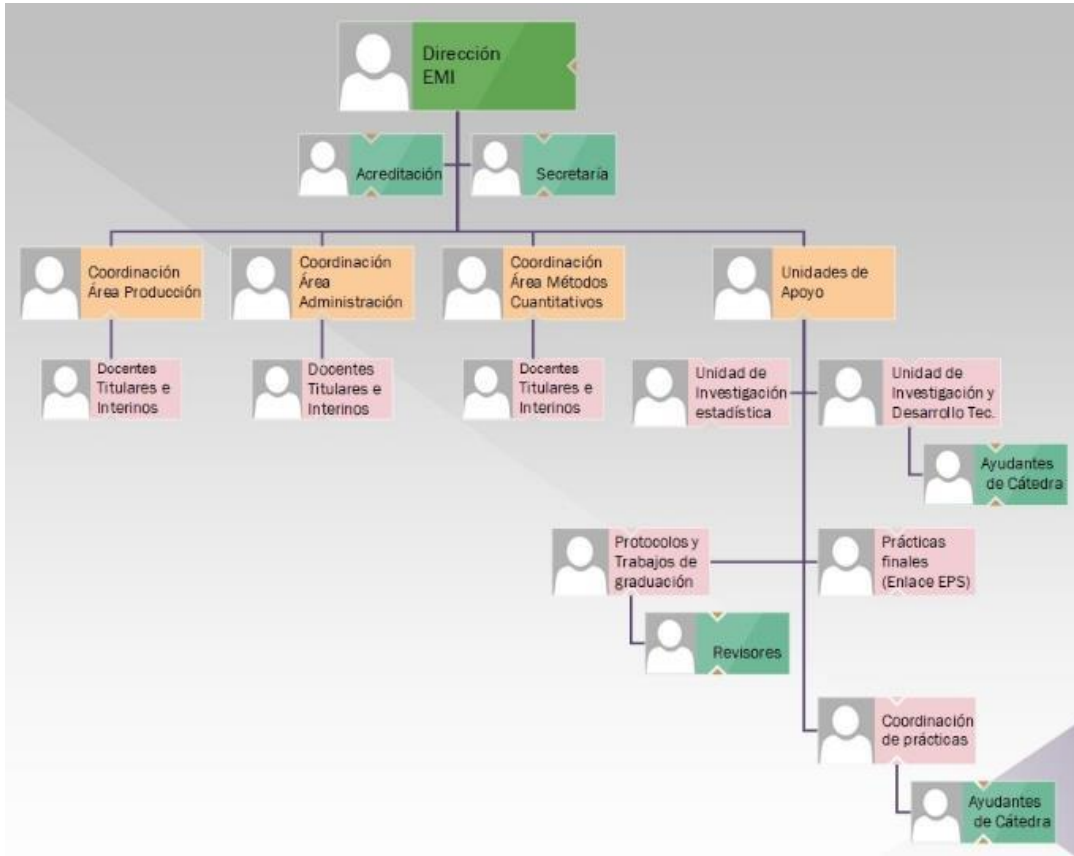 Dirección
EMI
Acreditación
Secretaría
Coordinación
Área Producción
Coordinación
Área
Administración
Coordinación
Área Métodos
Cuantitativos
Unidades de
Apoyo
Docentes
Titulares e
Interinos
Docentes
Titulares e
Interinos
Docentes
Titulares e
Interinos
Unidad de
Investigación
estadística
Unidad de
Investigación y
Desarrollo Tec.
Ayudantes
de Cátedra
Protocolos y
Trabajos de
graduación
Prácticas
finales
(Enlace EPS)
Revisores
Coordinación
de prácticas
Ayudantes
de Cátedra